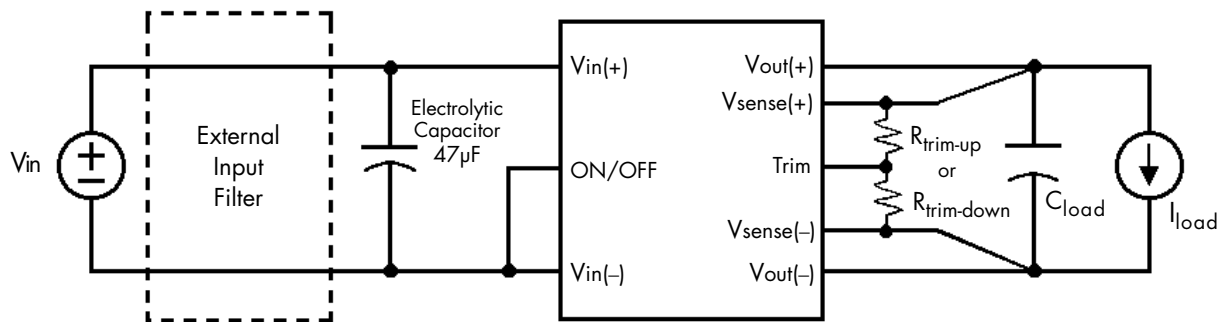 Vin
External
Input
Filter
Electrolytic
Capacitor
47µF
Vin(+)
ON/OFF
Vin(–)
Vout(+)
Vsense(+)
Trim
Vsense(–)
Vout(–)
Rtrim-up
or
Rtrim-down
Cload
Iload